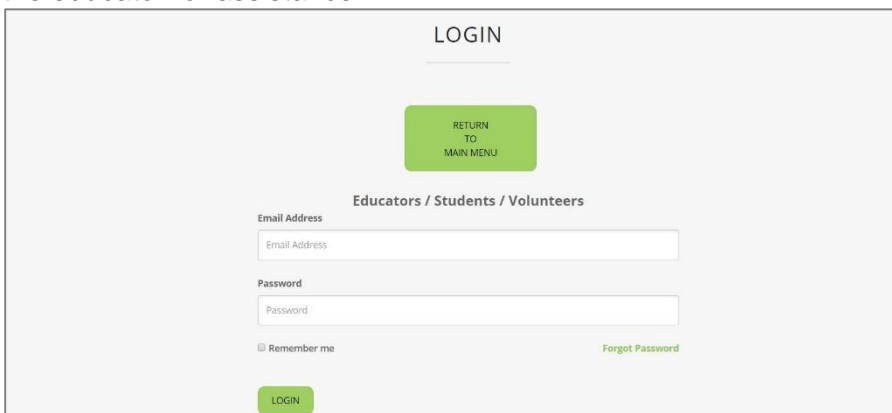 LOGIN
RETURN
TO
MAIN MENU
Educators / Students / Volunteers
Email Address
Email Address
Password
Password
Remember me Forgot Password
LOGIN